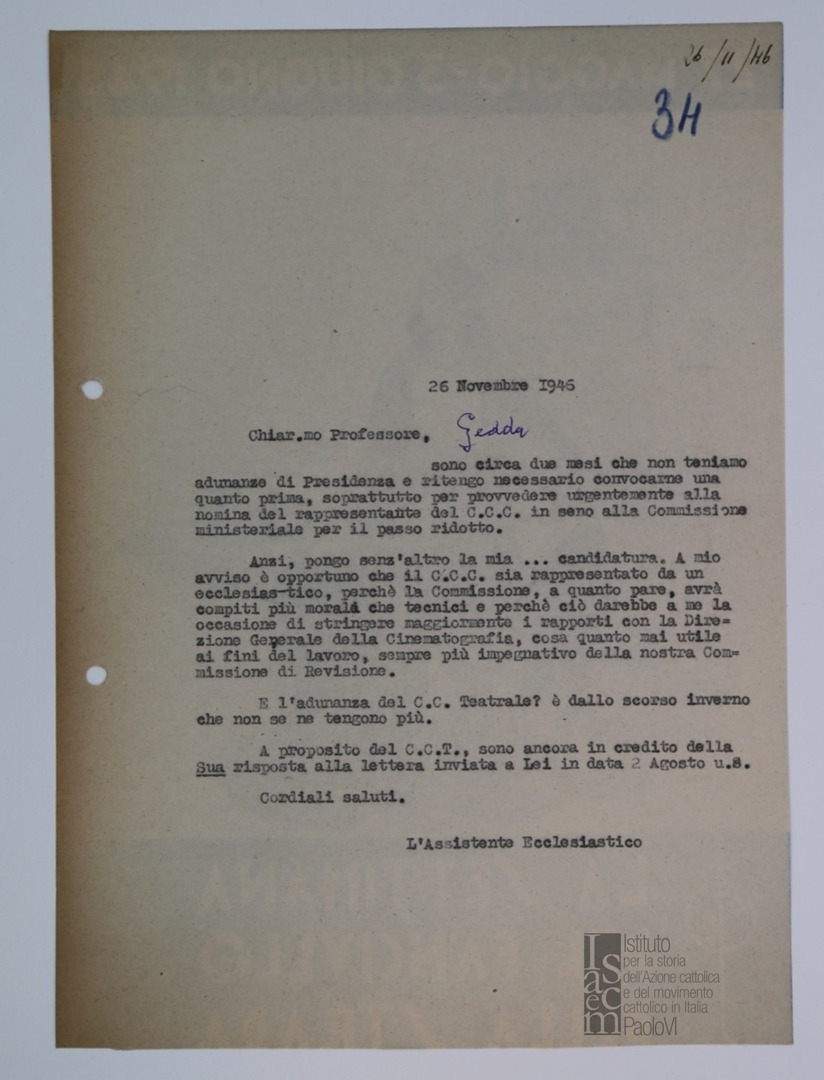 26/11/46
34
26 Novembre 1946
Chiar.mo Professore, Gedda
sono circa due mesi che non teniamo
adunanze di Presidenza e ritengo necessario convocarne una
quanto prima, soprattutto per provvedere urgentemente alla
nomina del rappresentante del C.C.C. in seno alla Commissione
ministeriale per il passo ridotto.
Anzi, pongo senz'altro la mia ... candidatura. A mio
avviso è opportuno che il C.C.C. sia rappresentato da un
ecclesias-tico, perchè la Commissione, a quanto pare, avrà
compiti più morali che tecnici e perchè ciò darebbe a me la
occasione di stringere maggiormente i rapporti con la Dire=
zione Generale della Cinematografia, cosa quanto mai utile
ai fini del lavoro, sempre più impegnativo della nostra Com=
missione di Revisione.
E l'adunanza del C.C. Teatrale? è dallo scorso inverno
che non se ne tengono più.
A proposito del C.C.T., sono ancora in credito della
Sua risposta alla lettera inviata a Lei in data 2 Agosto u.s.
Cordiali saluti.
L'Assistente Ecclesiastico
Isacem
Istituto
per la storia
dell'Azione cattolica
e del movimento
cattolico in Italia
PaoloVI